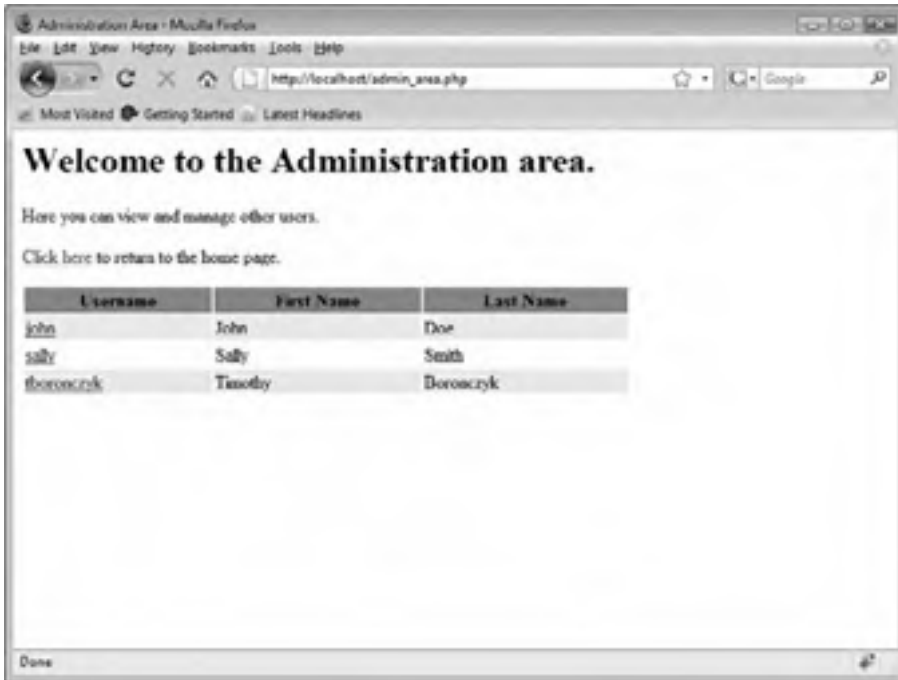 Administration Area - Mozilla Firefox
File Edit View History Bookmarks Tools Help
http://localhost/admin_area.php
Google
Most Visited Getting Started Latest Headlines
Welcome to the Administration area.
Here you can view and manage other users.
Click here to return to the home page.
Username First Name Last Name
john John Doe
sally Sally Smith
tboronczyk Timothy Boronczyk
Done